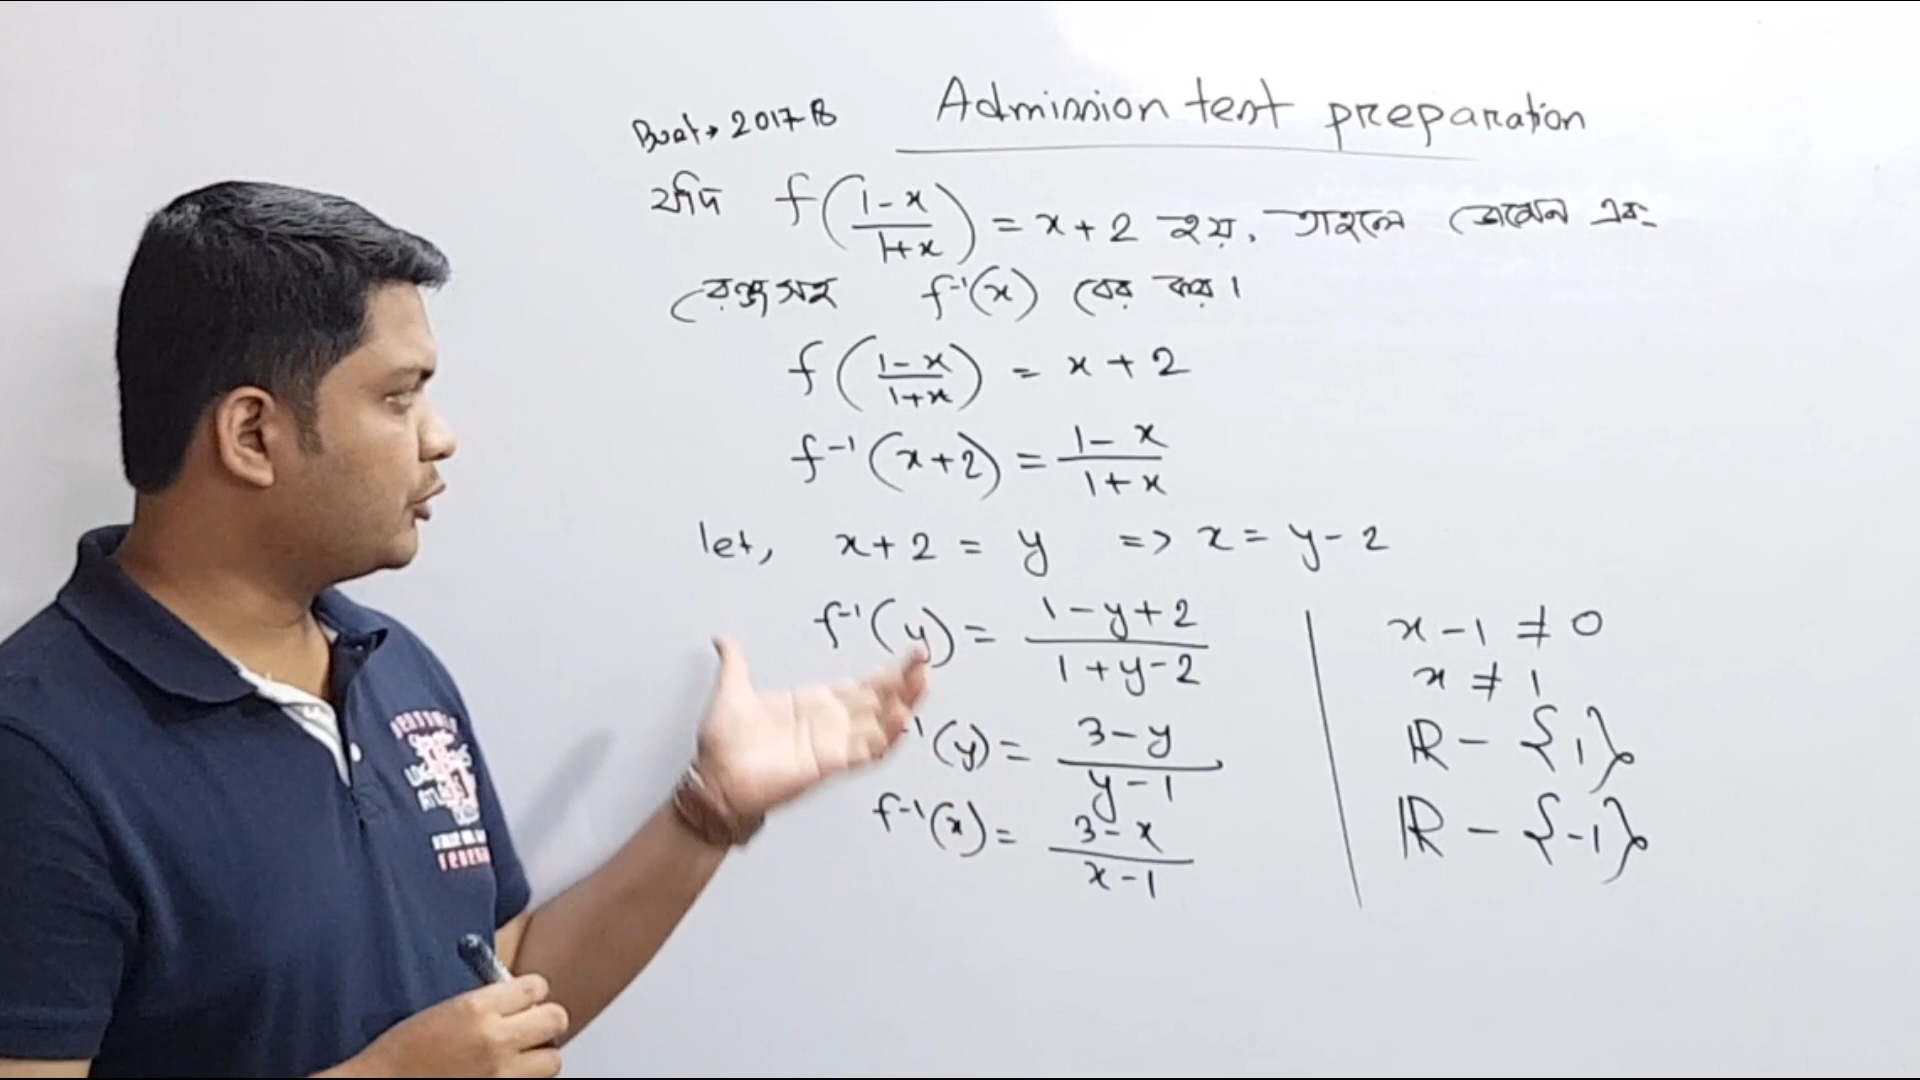 Buet → 2017-18
Admission test preparation
যদি f((1-x)/(1+x)) = x+2 হয়, তাহলে ডোমেন এবং
রেঞ্জসহ f⁻¹(x) বের কর।
f((1-x)/(1+x)) = x+2
f⁻¹(x+2) = (1-x)/(1+x)
let, x+2 = y => x = y-2
f⁻¹(y) = (1-y+2)/(1+y-2)
⁻¹(y) = (3-y)/(y-1)
f⁻¹(x) = (3-x)/(x-1)
x-1 ≠ 0
x ≠ 1
ℝ - {1}
ℝ - {-1}